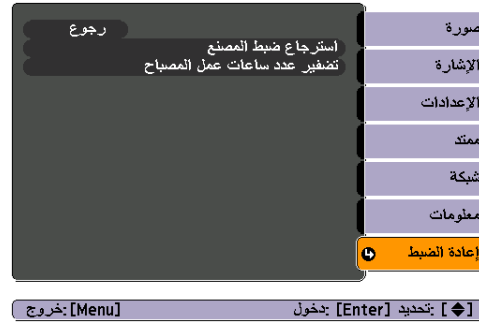 صورة
الإشارة
الإعدادات
ممتد
شبكة
معلومات
إعادة الضبط
رجوع
استرجاع ضبط المصنع
تصفير عدد ساعات عمل المصباح
[◆] :تحديد [Enter] :دخول [Menu]:خروج